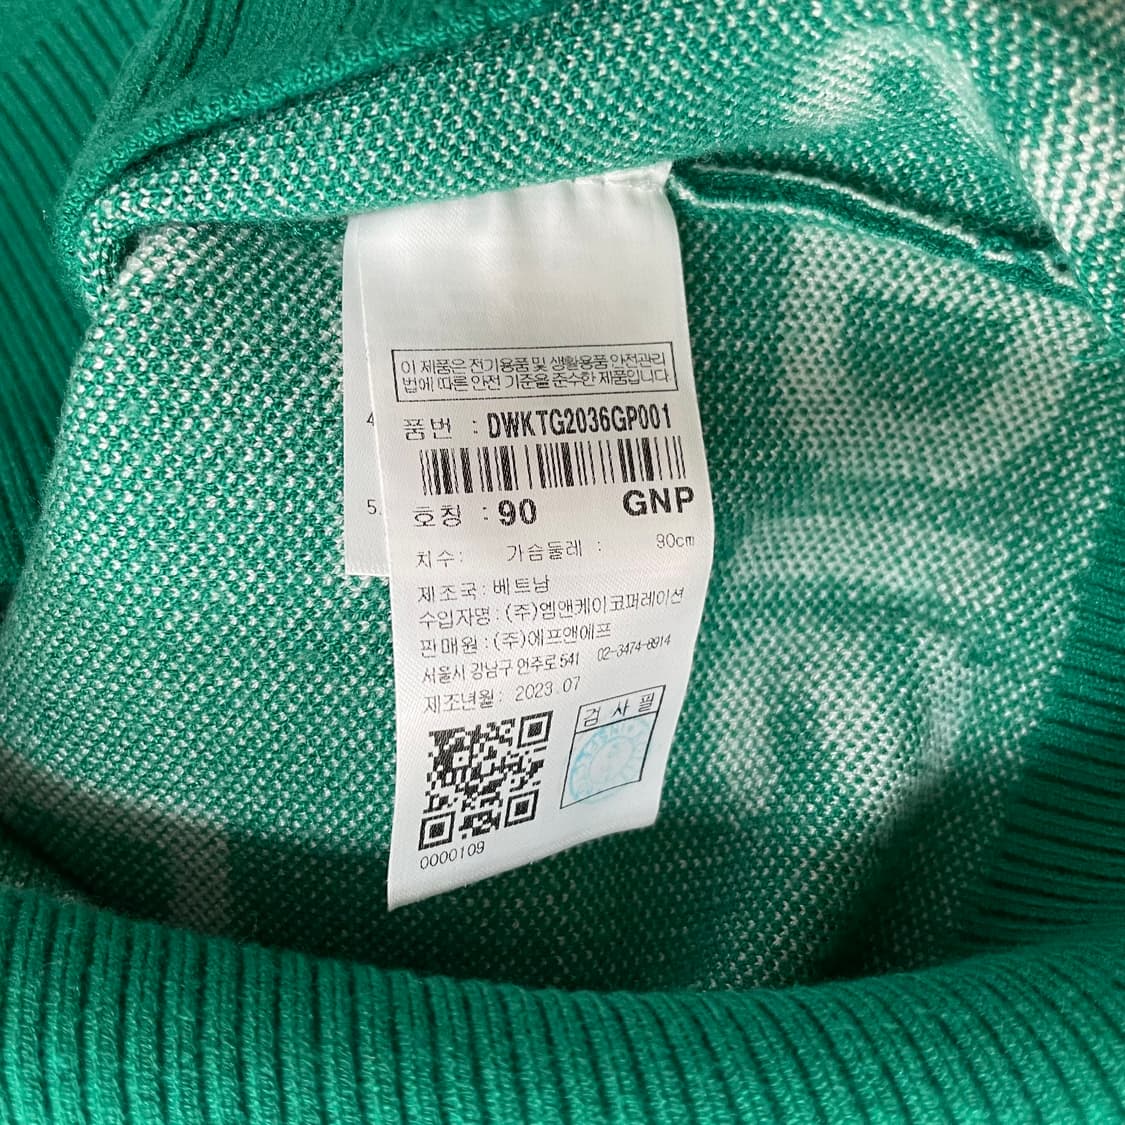 이 제품은 전기용품 및 생활용품 안전관리
법에 따른 안전 기준을 준수한 제품입니다.
품번 : DWKTG2036GP001
호칭 : 90 GNP
치수: 가슴둘레 : 90cm
제조국: 베트남
수입자명 : (주)엠앤케이코퍼레이션
판매원 : (주)에프앤에프
서울시 강남구 언주로 541 02-3474-8914
제조년월: 2023.07
검사필
0000109
4
5.